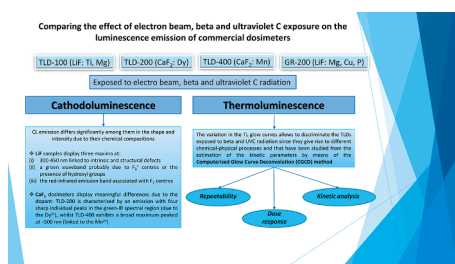 Comparing the effect of electron beam, beta and ultraviolet C exposure on the
luminescence emission of commercial dosimeters
TLD-100 (LiF: Ti, Mg)
TLD-200 (CaF2: Dy)
TLD-400 (CaF2: Mn)
GR-200 (LiF: Mg, Cu, P)
Exposed to electro beam, beta and ultraviolet C radiation
Cathodoluminescence
CL emission differs significantly among them in the shape and
intensity due to their chemical compositions
❖ LiF samples display three maxima at:
(i) 300-450 nm linked to intrinsic and structural defects
(ii) a green waveband probably due to F3+ centres or the
presence of hydroxyl groups
(iii) the red-infrared emission band associated with F2 centres
❖ CaF2 dosimeters display meaningful differences due to the
dopant: TLD-200 is characterized by an emission with four
sharp individual peaks in the green-IR spectral region (due to
the Dy3+), whilst TLD-400 exhibits a broad maximum peaked
at ~500 nm (linked to the Mn2+)
Thermoluminescence
The variation in the TL glow curves allows to discriminate the TLDs
exposed to beta and UVC radiation since they give rise to different
chemical-physical processes and that have been studied from the
estimation of the kinetic parameters by means of the
Computerised Glow Curve Deconvolution (CGCD) method
Repeatability
Dose
response
Kinetic analysis